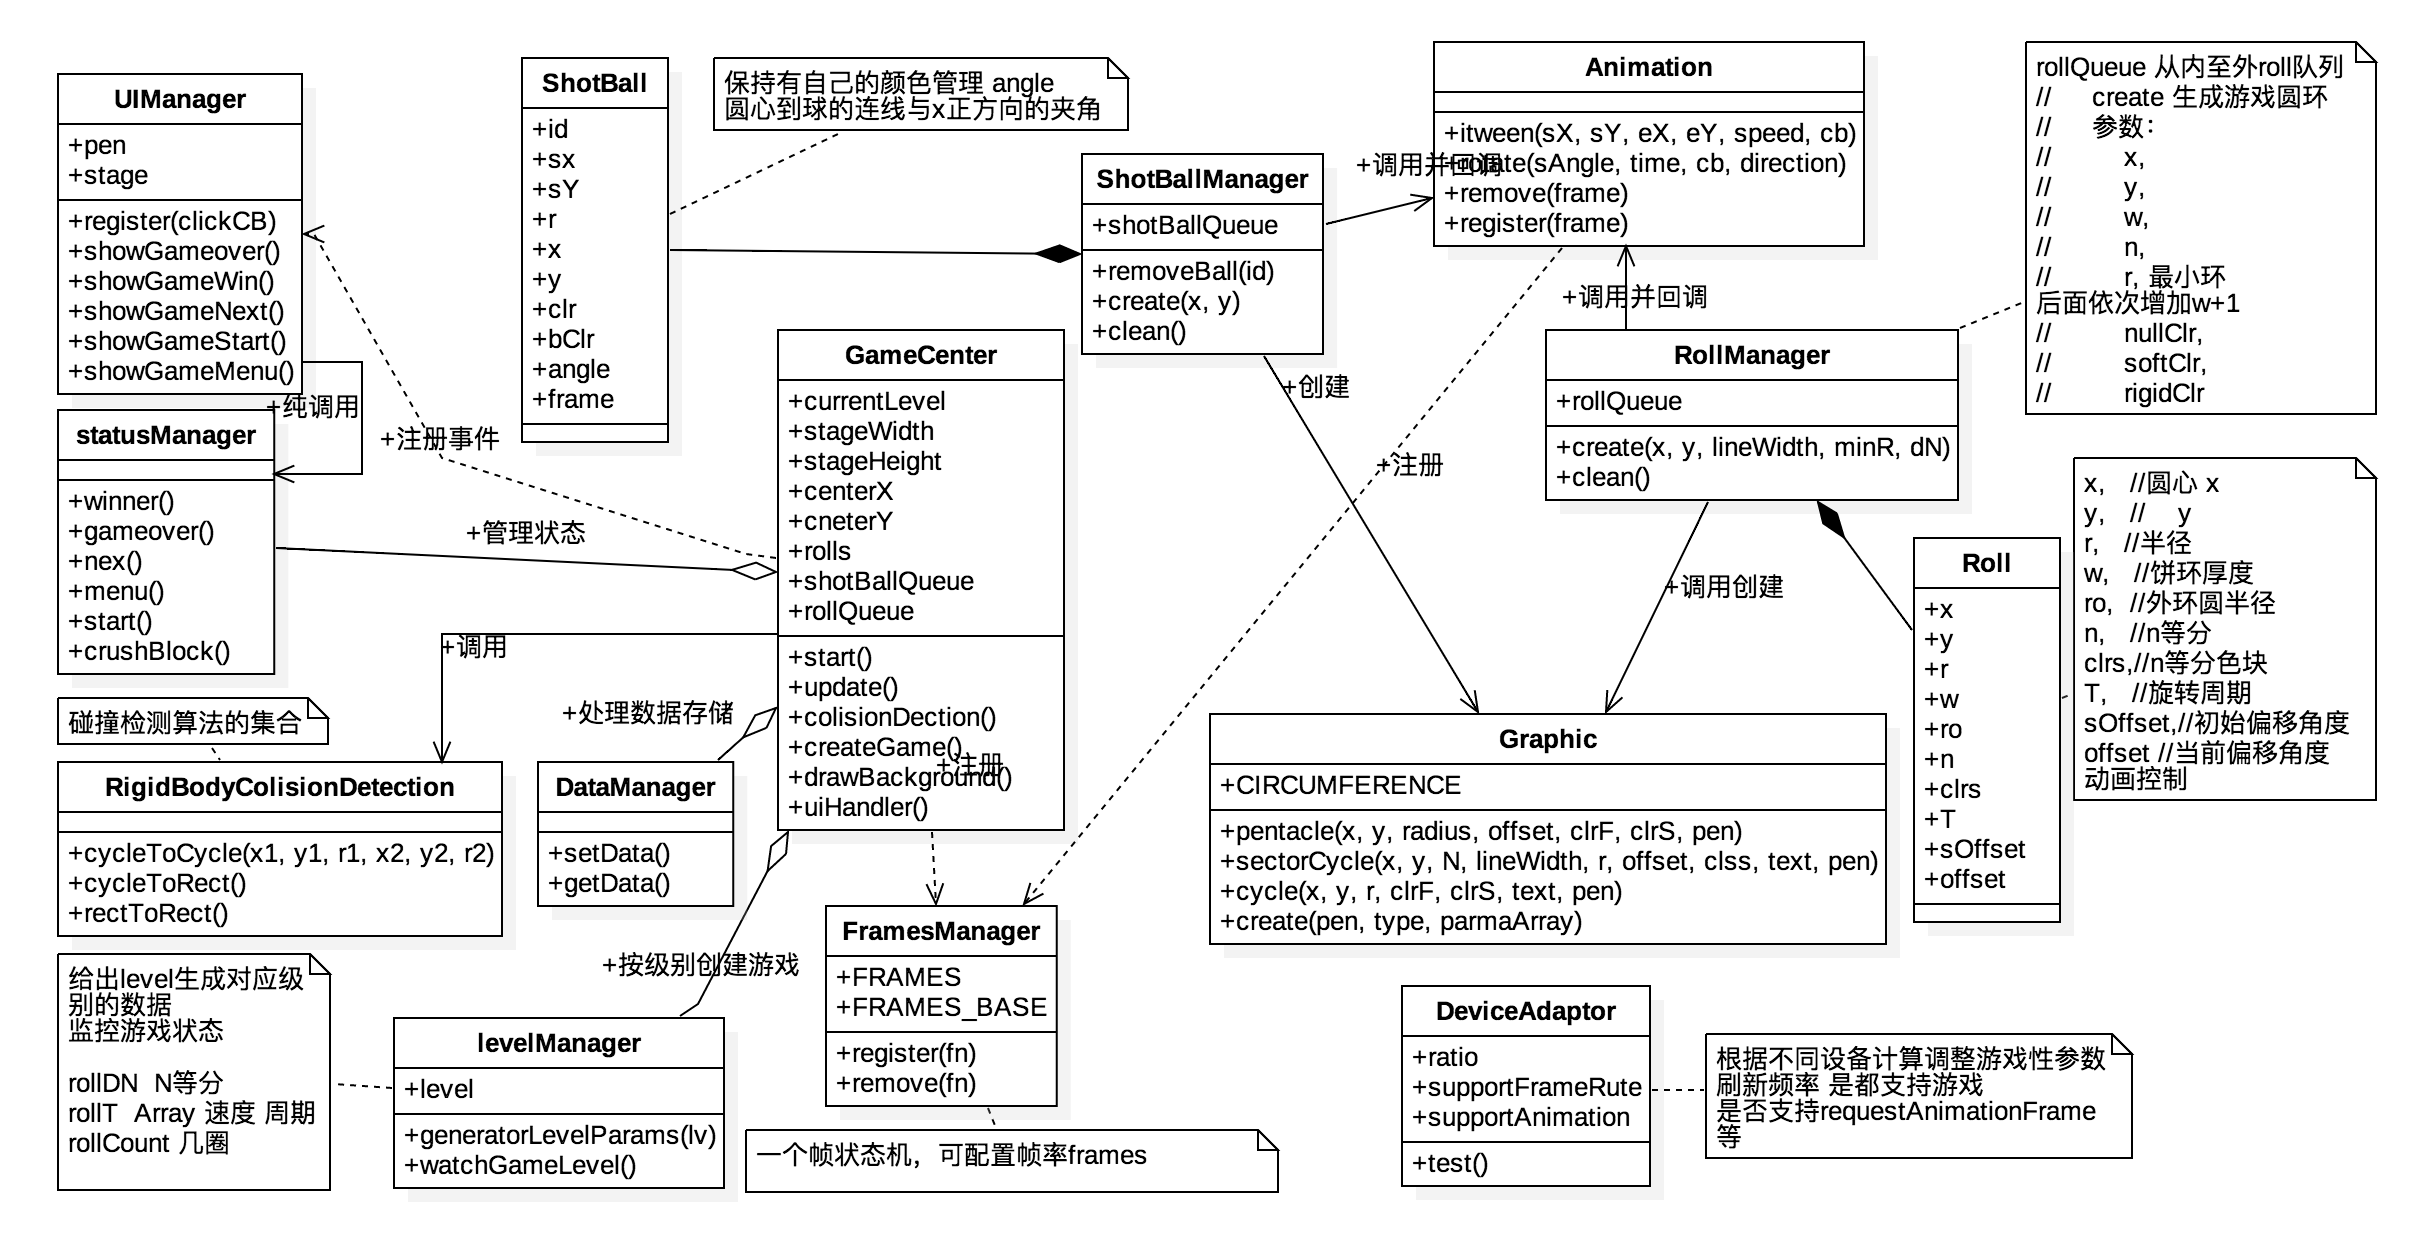 UIManager
+pen
+stage
+register(clickCB)
+showGameover()
+showGameWin()
+showGameNext()
+showGameStart()
+showGameMenu()
+纯调用
statusManager
+winner()
+gameover()
+nex()
+menu()
+start()
+crushBlock()
ShotBall
+id
+sx
+sY
+r
+x
+y
+clr
+bClr
+angle
+frame
保持有自己的颜色管理 angle
圆心到球的连线与x正方向的夹角
ShotBallManager
+shotBallQueue
+removeBall(id)
+create(x, y)
+clean()
+调用并回调
Animation
+itween(sX, sY, eX, eY, speed, cb)
+rotate(sAngle, time, cb, direction)
+remove(frame)
+register(frame)
+调用并回调
rollQueue 从内至外roll队列
// create 生成游戏圆环
// 参数：
// x,
// y,
// w,
// n,
// r, 最小环
后面依次增加w+1
// nullClr,
// softClr,
// rigidClr
RollManager
+rollQueue
+create(x, y, lineWidth, minR, dN)
+clean()
+创建
+注册
+调用创建
+注册事件
+管理状态
GameCenter
+currentLevel
+stageWidth
+stageHeight
+centerX
+cneterY
+rolls
+shotBallQueue
+rollQueue
+start()
+update()
+colisionDection()
+createGame()
+drawBackground()
+uiHandler()
+注册
+调用
+处理数据存储
Roll
+x
+y
+r
+w
+ro
+n
+clrs
+T
+sOffset
+offset
x, //圆心 x
y, // y
r, //半径
w, //饼环厚度
ro, //外环圆半径
n, //n等分
clrs,//n等分色块
T, //旋转周期
sOffset,//初始偏移角度
offset //当前偏移角度
动画控制
碰撞检测算法的集合
RigidBodyColisionDetection
+cycleToCycle(x1, y1, r1, x2, y2, r2)
+cycleToRect()
+rectToRect()
DataManager
+setData()
+getData()
Graphic
+CIRCUMFERENCE
+pentacle(x, y, radius, offset, clrF, clrS, pen)
+sectorCycle(x, y, N, lineWidth, r, offset, clss, text, pen)
+cycle(x, y, r, clrF, clrS, text, pen)
+create(pen, type, parmaArray)
FramesManager
+FRAMES
+FRAMES_BASE
+register(fn)
+remove(fn)
+按级别创建游戏
给出level生成对应级
别的数据
监控游戏状态
rollDN N等分
rollT Array 速度 周期
rollCount 几圈
levelManager
+level
+generatorLevelParams(lv)
+watchGameLevel()
一个帧状态机，可配置帧率frames
DeviceAdaptor
+ratio
+supportFrameRute
+supportAnimation
+test()
根据不同设备计算调整游戏性参数
刷新频率 是都支持游戏
是否支持requestAnimationFrame
等